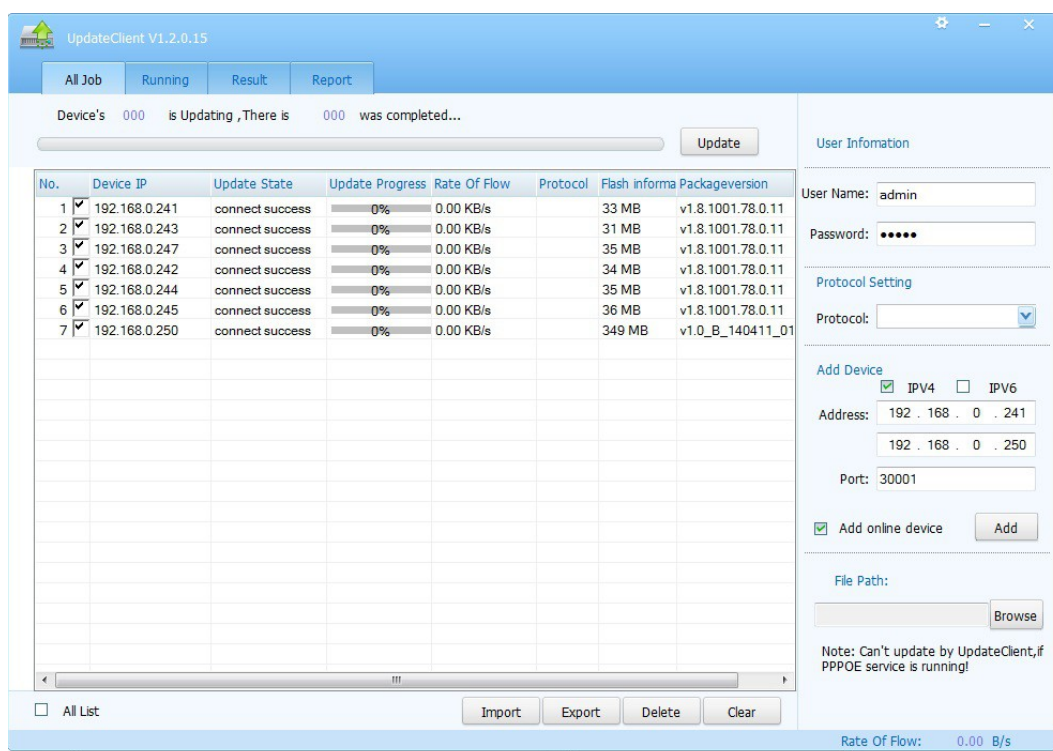 UpdateClient V1.2.0.15
All Job Running Result Report
Device's 000 is Updating ,There is 000 was completed...
Update
No. Device IP Update State Update Progress Rate Of Flow Protocol Flash informa Packageversion
1 192.168.0.241 connect success 0% 0.00 KB/s 33 MB v1.8.1001.78.0.11
2 192.168.0.243 connect success 0% 0.00 KB/s 31 MB v1.8.1001.78.0.11
3 192.168.0.247 connect success 0% 0.00 KB/s 35 MB v1.8.1001.78.0.11
4 192.168.0.242 connect success 0% 0.00 KB/s 34 MB v1.8.1001.78.0.11
5 192.168.0.244 connect success 0% 0.00 KB/s 35 MB v1.8.1001.78.0.11
6 192.168.0.245 connect success 0% 0.00 KB/s 36 MB v1.8.1001.78.0.11
7 192.168.0.250 connect success 0% 0.00 KB/s 349 MB v1.0_B_140411_01
All List
Import Export Delete Clear
User Infomation
User Name: admin
Password: •••••
Protocol Setting
Protocol:
Add Device
IPV4 IPV6
Address: 192 . 168 . 0 . 241
192 . 168 . 0 . 250
Port: 30001
Add online device Add
File Path:
Browse
Note: Can't update by UpdateClient,if
PPPOE service is running!
Rate Of Flow: 0.00 B/s